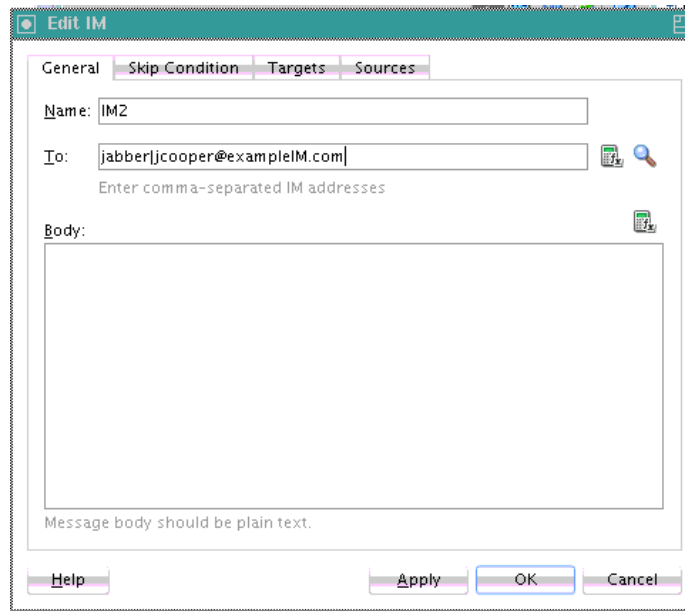 Edit IM
General Skip Condition Targets Sources
Name: IM2
To: jabber|jcooper@exampleIM.com
Enter comma-separated IM addresses
Body:
Message body should be plain text.
Help Apply OK Cancel